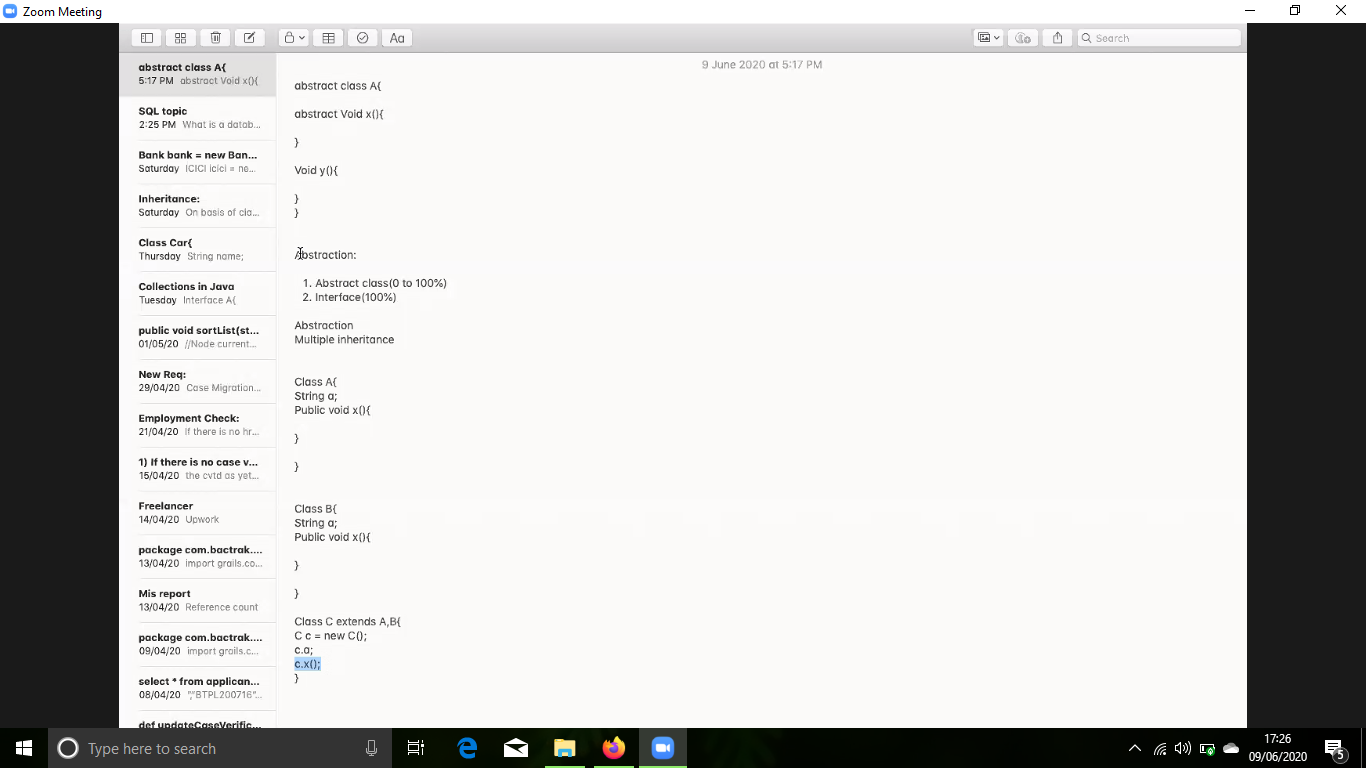 Zoom Meeting
Aa
Search
abstract class A{
5:17 PM abstract Void x(){
SQL topic
2:25 PM What is a datab...
Bank bank = new Ban...
Saturday ICICI icici = ne...
Inheritance:
Saturday On basis of cla...
Class Car{
Thursday String name;
Collections in Java
Tuesday Interface A{
public void sortList(st...
01/05/20 //Node current...
New Req:
29/04/20 Case Migration...
Employment Check:
21/04/20 If there is no hr...
1) If there is no case v...
15/04/20 the cvtd as yet...
Freelancer
14/04/20 Upwork
package com.bactrak....
13/04/20 import grails.co...
Mis report
13/04/20 Reference count
package com.bactrak....
09/04/20 import grails.c...
select * from applican...
08/04/20 ","BTPL200716"...
def updateCaseVerific...
9 June 2020 at 5:17 PM
abstract class A{
abstract Void x(){
}
Void y(){
}
}
Abstraction:
1. Abstract class(0 to 100%)
2. Interface(100%)
Abstraction
Multiple inheritance
Class A{
String a;
Public void x(){
}
}
Class B{
String a;
Public void x(){
}
}
Class C extends A,B{
C c = new C();
c.a;
c.x();
}
Type here to search
17:26
09/06/2020
5